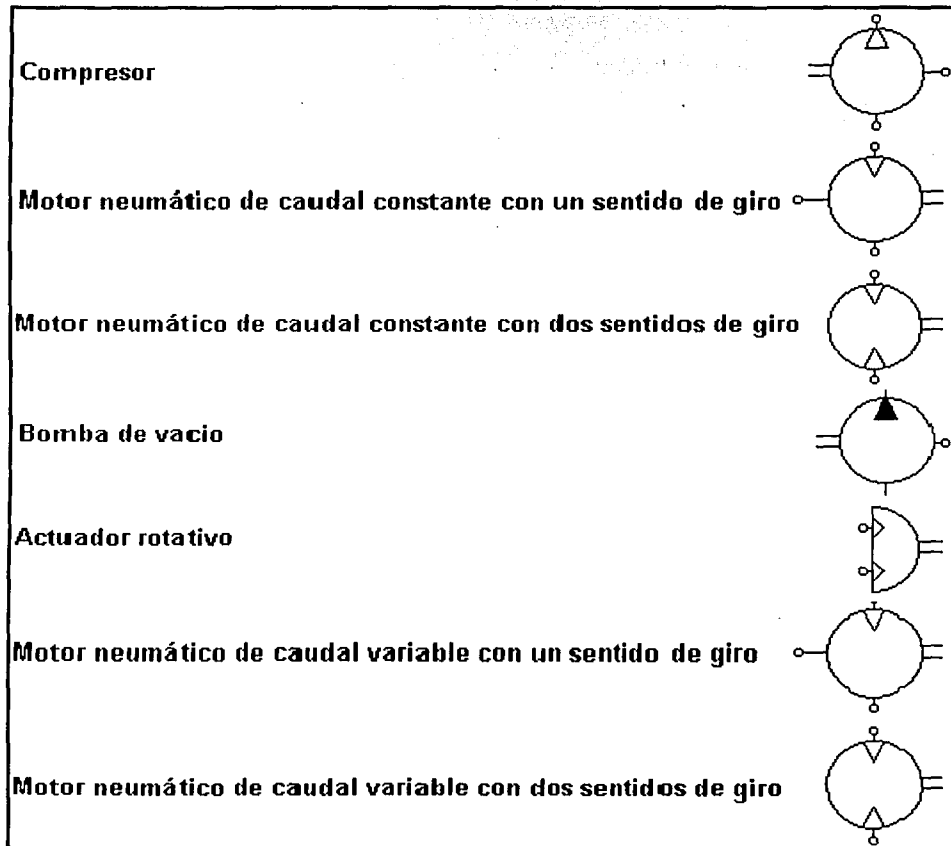 Compresor
Motor neumático de caudal constante con un sentido de giro
Motor neumático de caudal constante con dos sentidos de giro
Bomba de vacio
Actuador rotativo
Motor neumático de caudal variable con un sentido de giro
Motor neumático de caudal variable con dos sentidos de giro